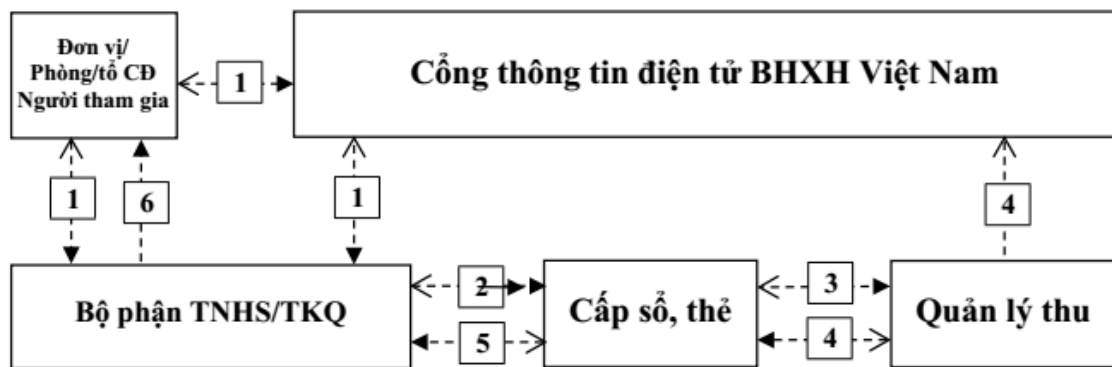 Đơn vị/
Phòng/tổ CĐ
Người tham gia
1
Cổng thông tin điện tử BHXH Việt Nam
1
6
1
4
Bộ phận TNHS/TKQ
2
5
Cấp sổ, thẻ
3
4
Quản lý thu